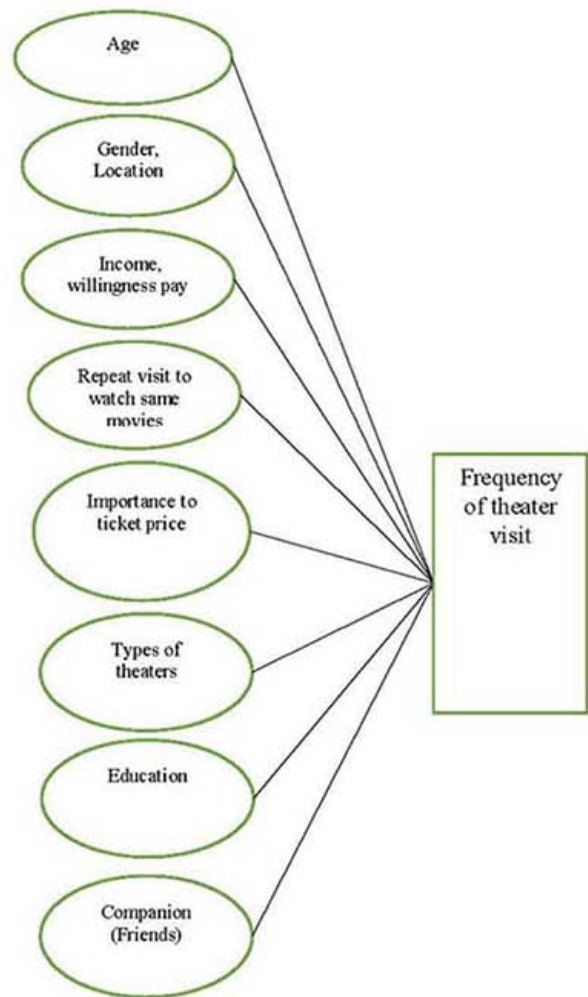 Age
Gender,
Location
Income,
willingness pay
Repeat visit to
watch same
movies
Importance to
ticket price
Types of
theaters
Education
Companion
(Friends)
Frequency
of theater
visit